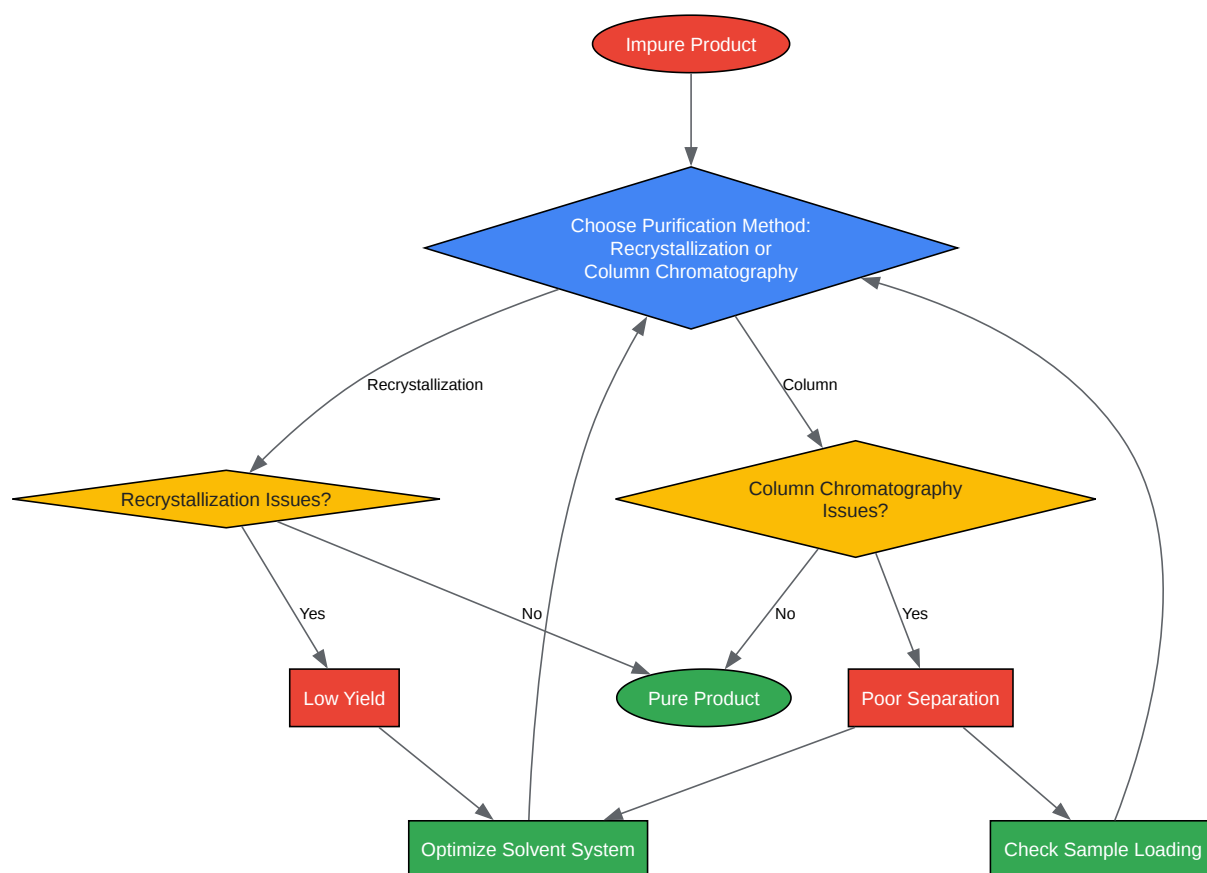 Impure Product
Choose Purification Method:
Recrystallization or
Column Chromatography
Recrystallization
Column
Recrystallization Issues?
Column Chromatography
Issues?
Yes
No
No
Yes
Low Yield
Pure Product
Poor Separation
Optimize Solvent System
Check Sample Loading